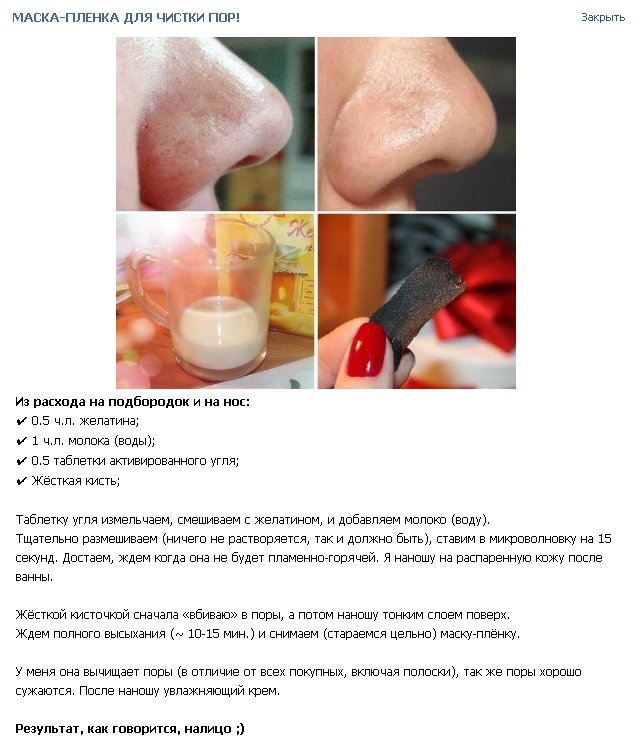 МАСКА-ПЛЕНКА ДЛЯ ЧИСТКИ ПОР!
Закрыть
Из расхода на подбородок и на нос:
✔ 0.5 ч.л. желатина;
✔ 1 ч.л. молока (воды);
✔ 0.5 таблетки активированного угля;
✔ Жёсткая кисть;
Таблетку угля измельчаем, смешиваем с желатином, и добавляем молоко (воду).
Тщательно размешиваем (ничего не растворяется, так и должно быть), ставим в микроволновку на 15
секунд. Достаем, ждем когда она не будет пламенно-горячей. Я наношу на распаренную кожу после
ванны.
Жёсткой кисточкой сначала «вбиваю» в поры, а потом наношу тонким слоем поверх.
Ждем полного высыхания (~ 10-15 мин.) и снимаем (стараемся цельно) маску-плёнку.
У меня она вычищает поры (в отличие от всех покупных, включая полоски), так же поры хорошо
сужаются. После наношу увлажняющий крем.
Результат, как говорится, налицо ;)